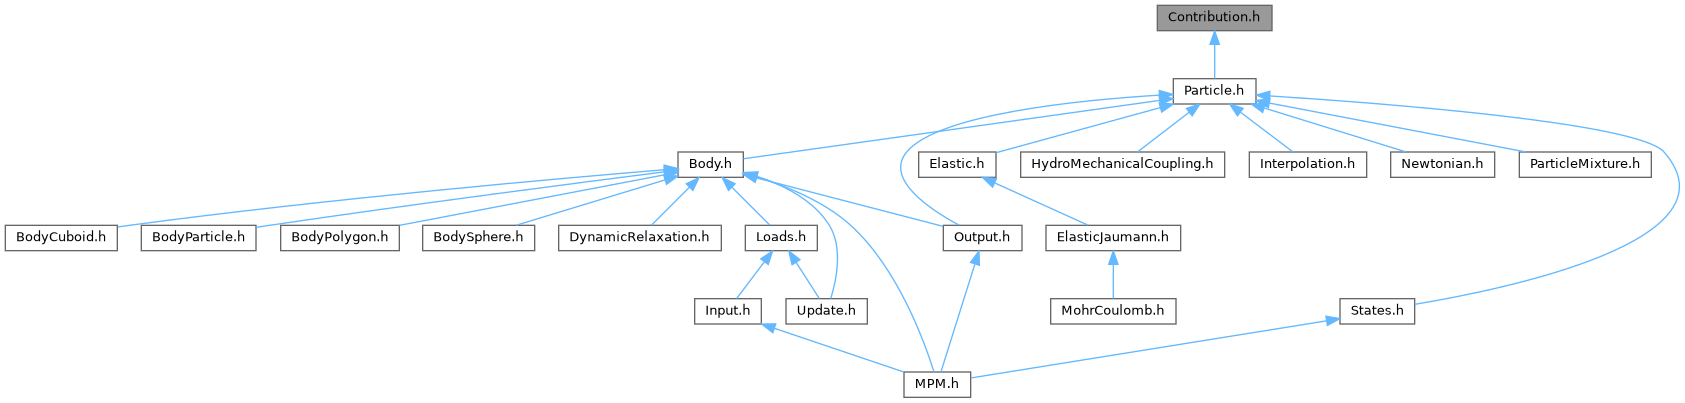 Contribution.h
Particle.h
Body.h
Elastic.h
HydroMechanicalCoupling.h
Interpolation.h
Newtonian.h
ParticleMixture.h
BodyCuboid.h
BodyParticle.h
BodyPolygon.h
BodySphere.h
DynamicRelaxation.h
Loads.h
Output.h
ElasticJaumann.h
Input.h
Update.h
MohrCoulomb.h
States.h
MPM.h